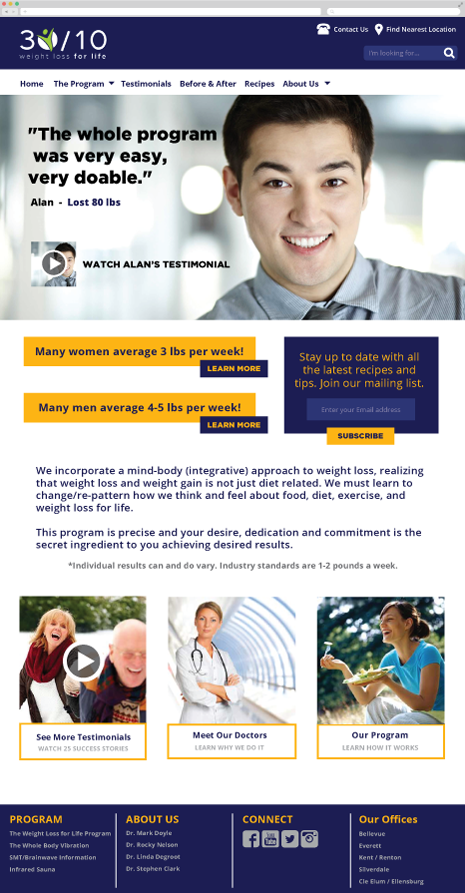 30/10
weight loss for life
Contact Us
Find Nearest Location
I'm looking for...
Home
The Program
Testimonials
Before & After
Recipes
About Us
"The whole program
was very easy,
very doable."
Alan - Lost 80 lbs
WATCH ALAN'S TESTIMONIAL
Many women average 3 lbs per week!
LEARN MORE
Many men average 4-5 lbs per week!
LEARN MORE
Stay up to date with all
the latest recipes and
tips. Join our mailing list.
Enter your Email address
SUBSCRIBE
We incorporate a mind-body (integrative) approach to weight loss, realizing
that weight loss and weight gain is not just diet related. We must learn to
change/re-pattern how we think and feel about food, diet, exercise, and
weight loss for life.
This program is precise and your desire, dedication and commitment is the
secret ingredient to you achieving desired results.
*Individual results can and do vary. Industry standards are 1-2 pounds a week.
See More Testimonials
WATCH 25 SUCCESS STORIES
Meet Our Doctors
LEARN WHY WE DO IT
Our Program
LEARN HOW IT WORKS
PROGRAM
The Weight Loss for Life Program
The Whole Body Vibration
SMT/Brainwave Information
Infrared Sauna
ABOUT US
Dr. Mark Doyle
Dr. Rocky Nelson
Dr. Linda Degroot
Dr. Stephen Clark
CONNECT
You
Tube
Our Offices
Bellevue
Everett
Kent / Renton
Silverdale
Cle Elum / Ellensburg